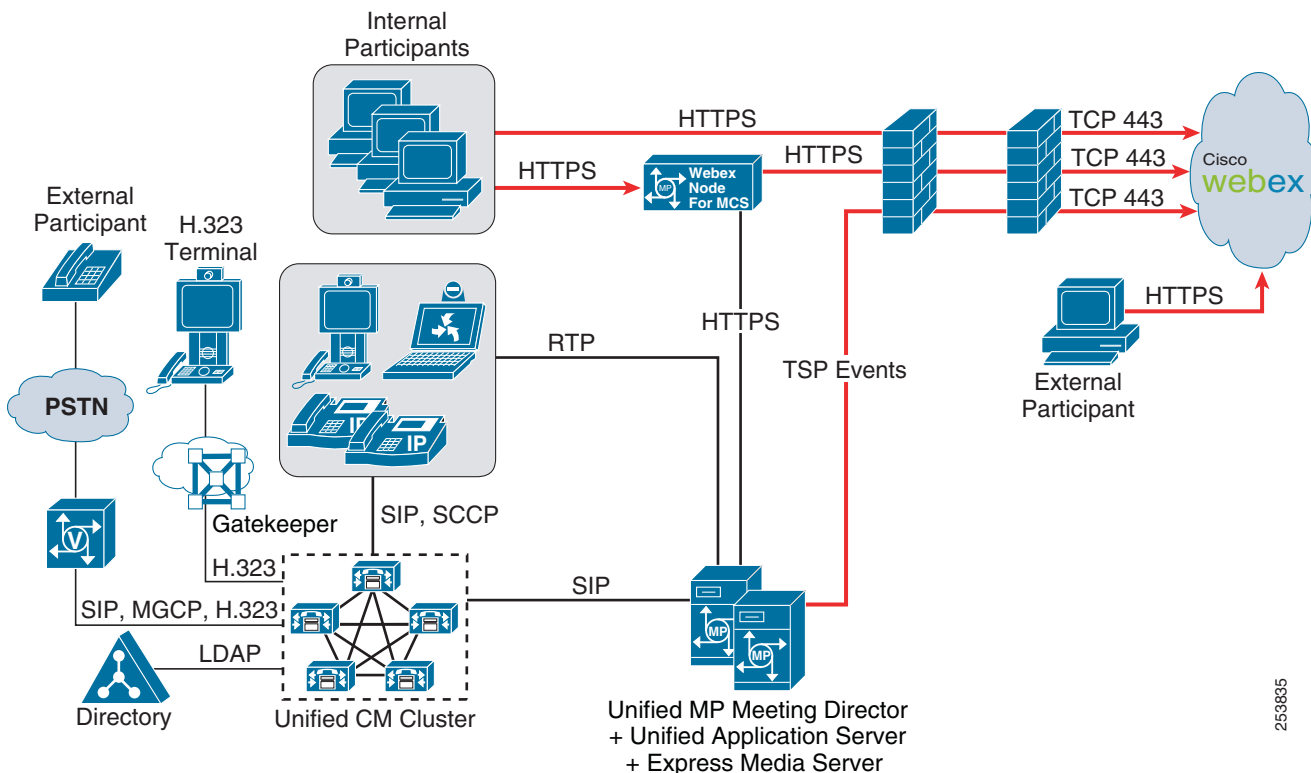 Internal
Participants
HTTPS
TCP 443
HTTPS
Webex
Node
For MCS
MP
HTTPS
TCP 443
TCP 443
Cisco
webex
External
Participant
H.323
Terminal
HTTPS
External
Participant
RTP
HTTPS
TSP Events
IP
IP
PSTN
V
Gatekeeper
SIP, SCCP
H.323
SIP, MGCP, H.323
SIP
MP
MP
LDAP
Directory
Unified CM Cluster
Unified MP Meeting Director
+ Unified Application Server
+ Express Media Server
253835